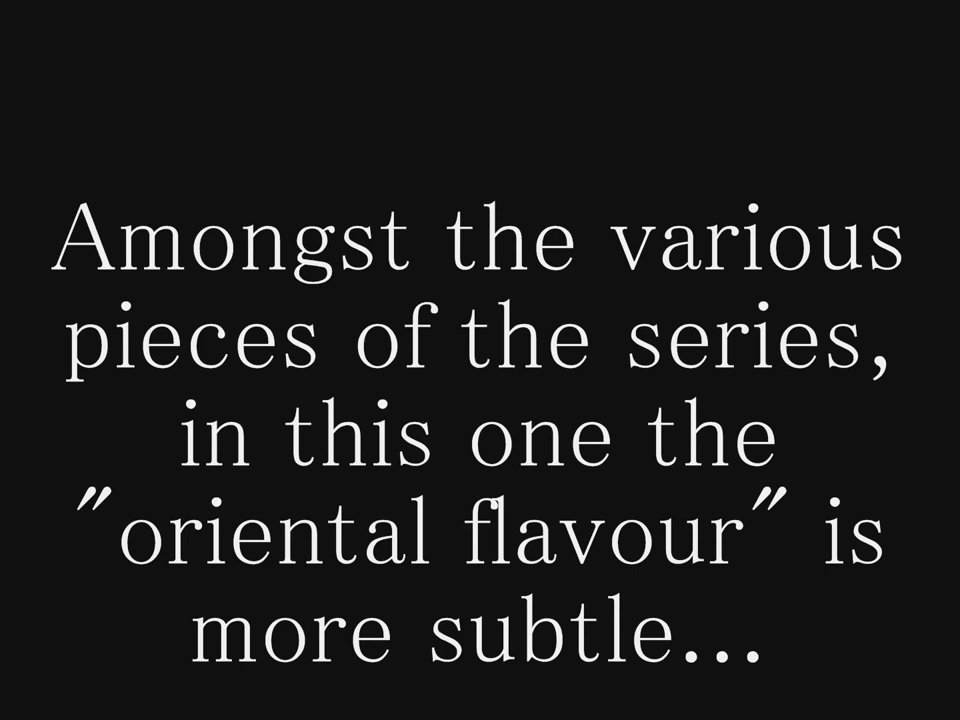 Amongst the various
pieces of the series,
in this one the
"oriental flavour" is
more subtle...